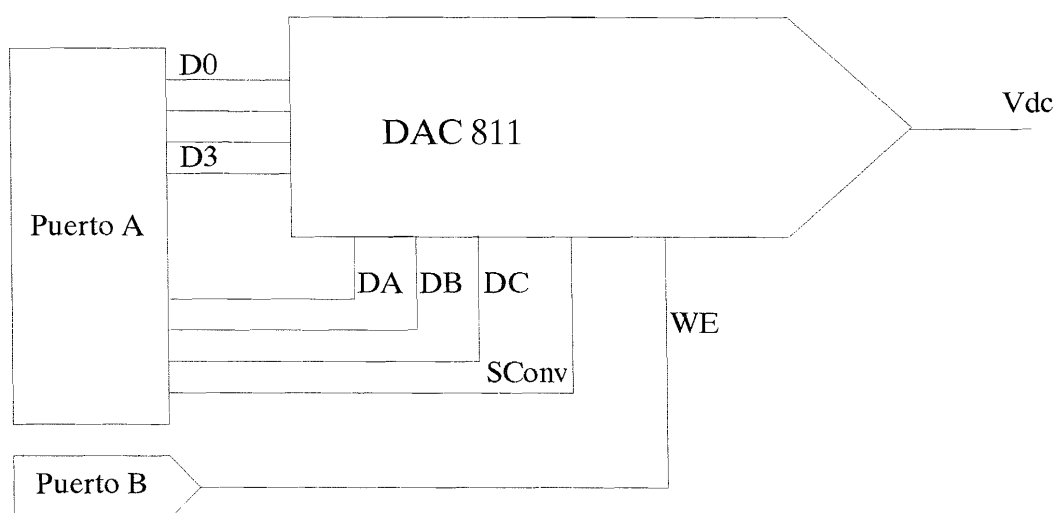 D0
DAC 811
Vdc
D3
Puerto A
DA
DB
DC
WE
SConv
Puerto B